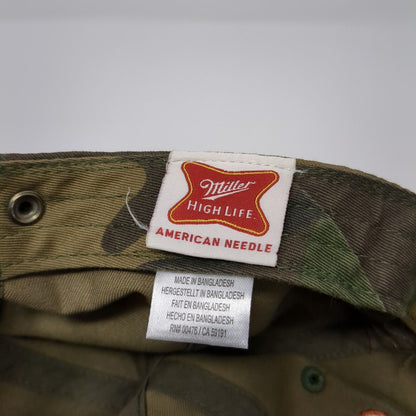 Miller
HIGH LIFE
AMERICAN NEEDLE
MADE IN BANGLADESH
HERGESTELLT IN BANGLADESH
FAIT EN BANGLADESH
HECHO EN BANGLADESH
RN# 00476 / CA 56191